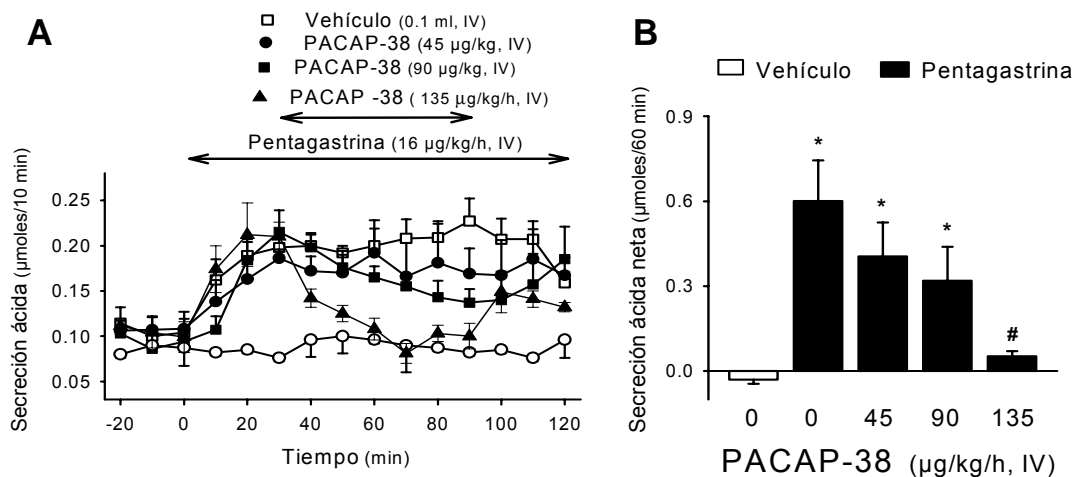 A
Vehículo (0.1 ml, IV)
PACAP-38 (45 µg/kg, IV)
PACAP-38 (90 µg/kg, IV)
PACAP -38 ( 135 µg/kg/h, IV)
Pentagastrina (16 µg/kg/h, IV)
Secreción ácida (µmoles/10 min)
0.25
0.20
0.15
0.10
0.05
-20 0 20 40 60 80 100 120
Tiempo (min)
B
Vehículo Pentagastrina
Secreción ácida neta (µmoles/60 min)
0.9
0.6
0.3
0.0
* * * #
0 0 45 90 135
PACAP-38 (µg/kg/h, IV)